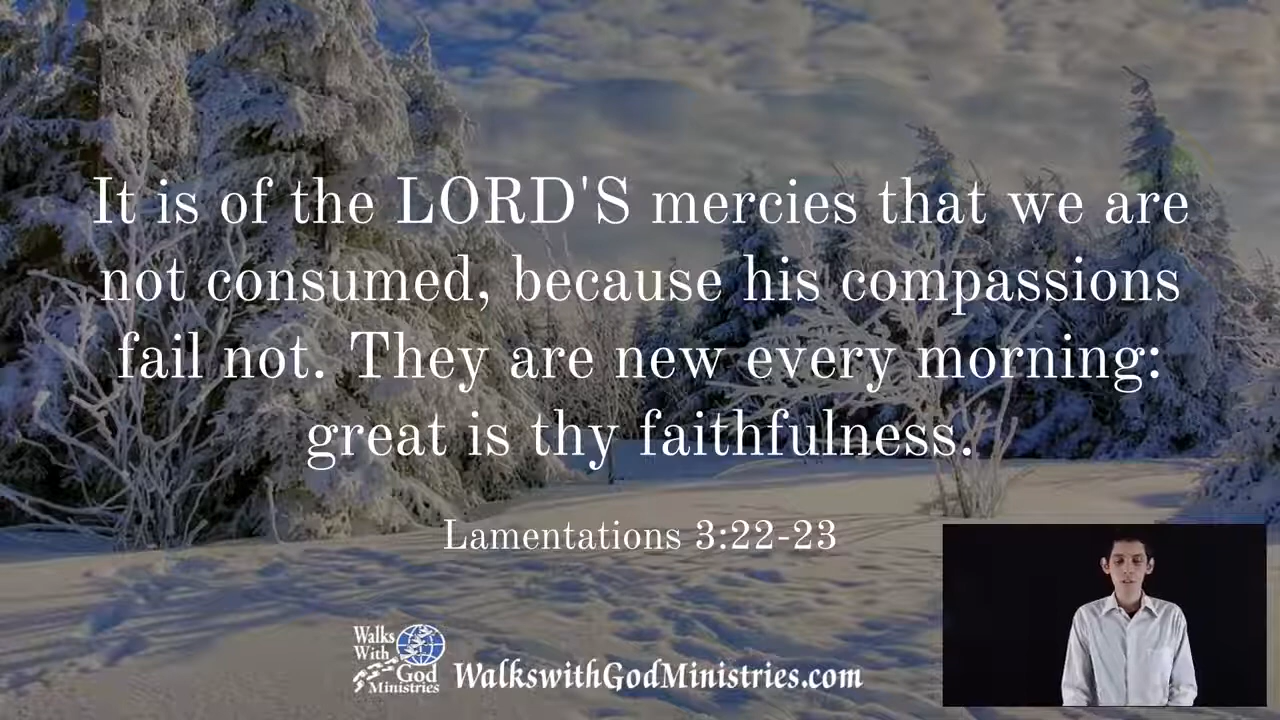 It is of the LORD'S mercies that we are
not consumed, because his compassions
fail not. They are new every morning:
great is thy faithfulness.
Lamentations 3:22-23
Walks
With
God
Ministries
WalkswithGodMinistries.com